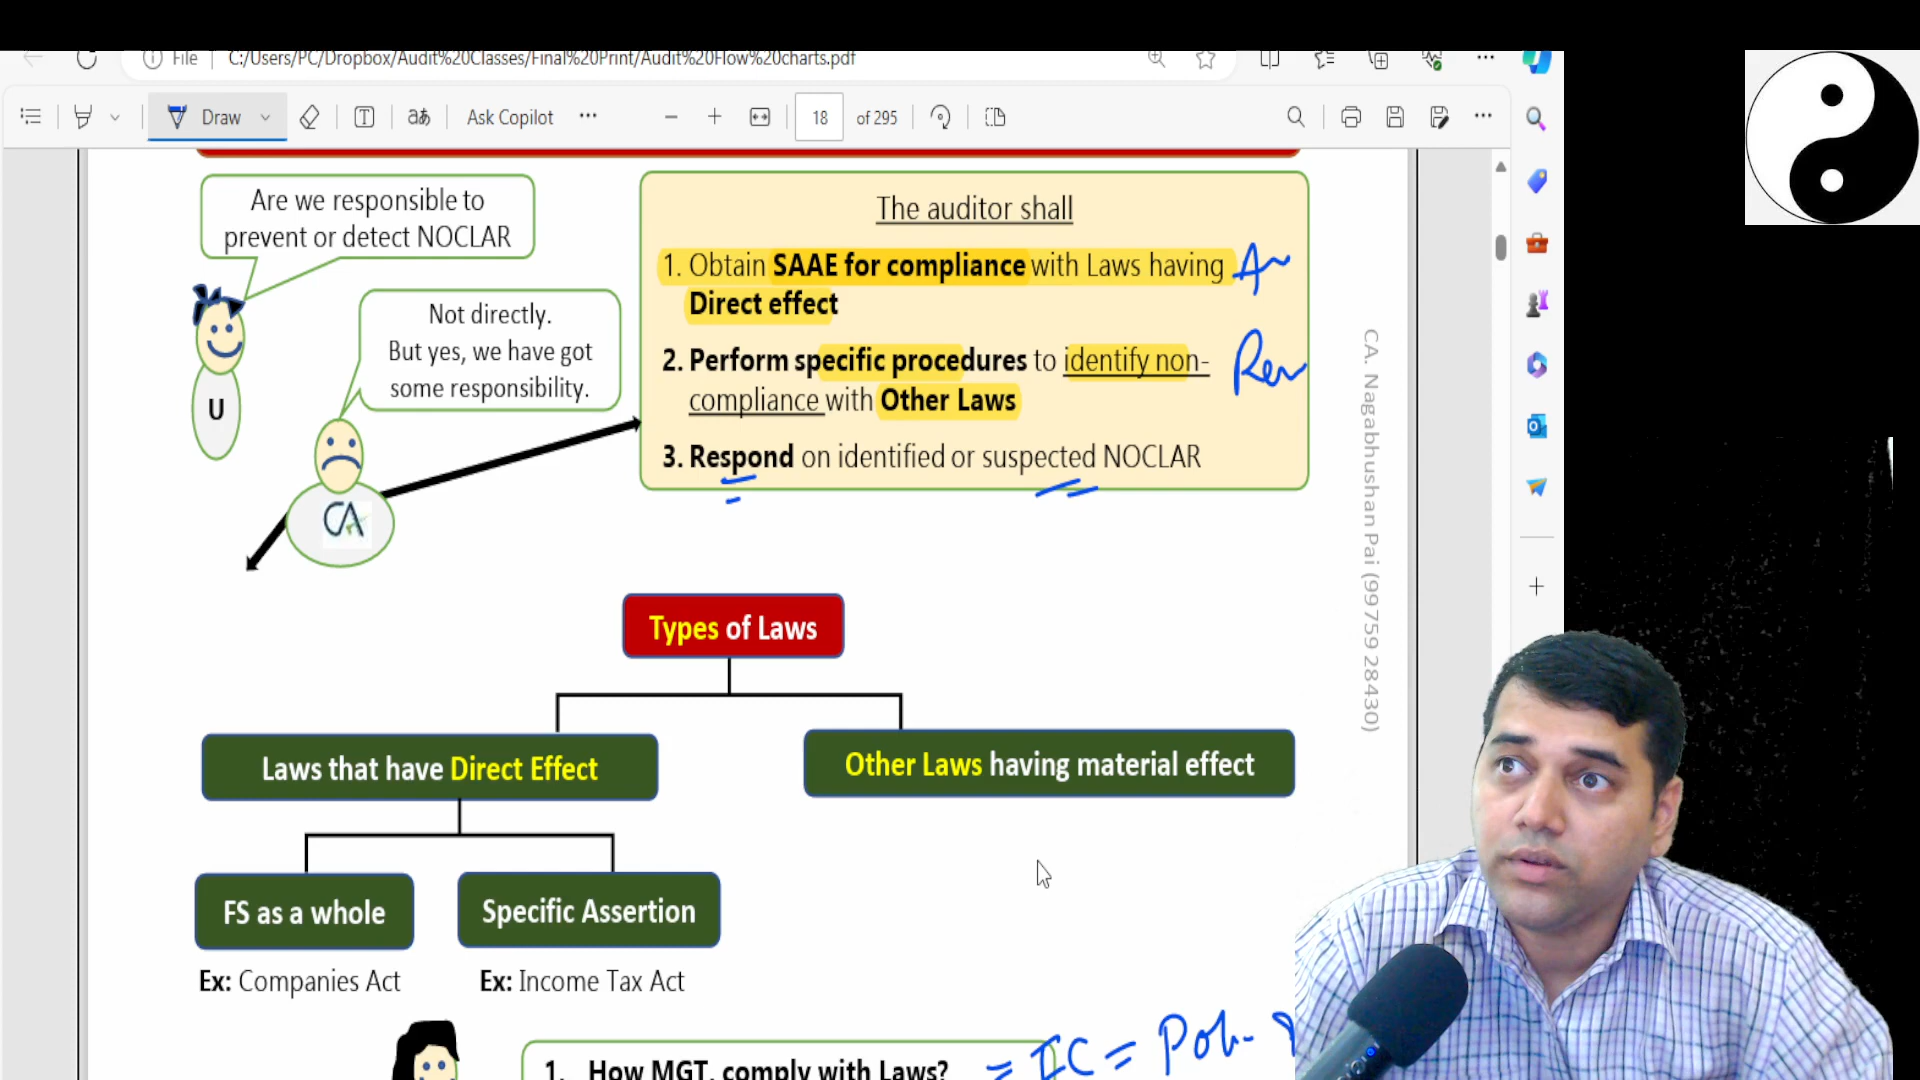 File C:/Users/PC/Dropbox/Audit%20Classes/Final%20Print/Audit%20Flow%20charts.pdf
Draw
aあ
Ask Copilot
18 of 295
Are we responsible to
prevent or detect NOCLAR
Not directly.
But yes, we have got
some responsibility.
U
CA
The auditor shall
1. Obtain SAAE for compliance with Laws having
Direct effect
2. Perform specific procedures to identify non-
compliance with Other Laws
3. Respond on identified or suspected NOCLAR
CA. Nagabhushan Pai (99759 28430)
Types of Laws
Laws that have Direct Effect
Other Laws having material effect
FS as a whole
Specific Assertion
Ex: Companies Act
Ex: Income Tax Act
1. How MGT. comply with Laws?
= IC =